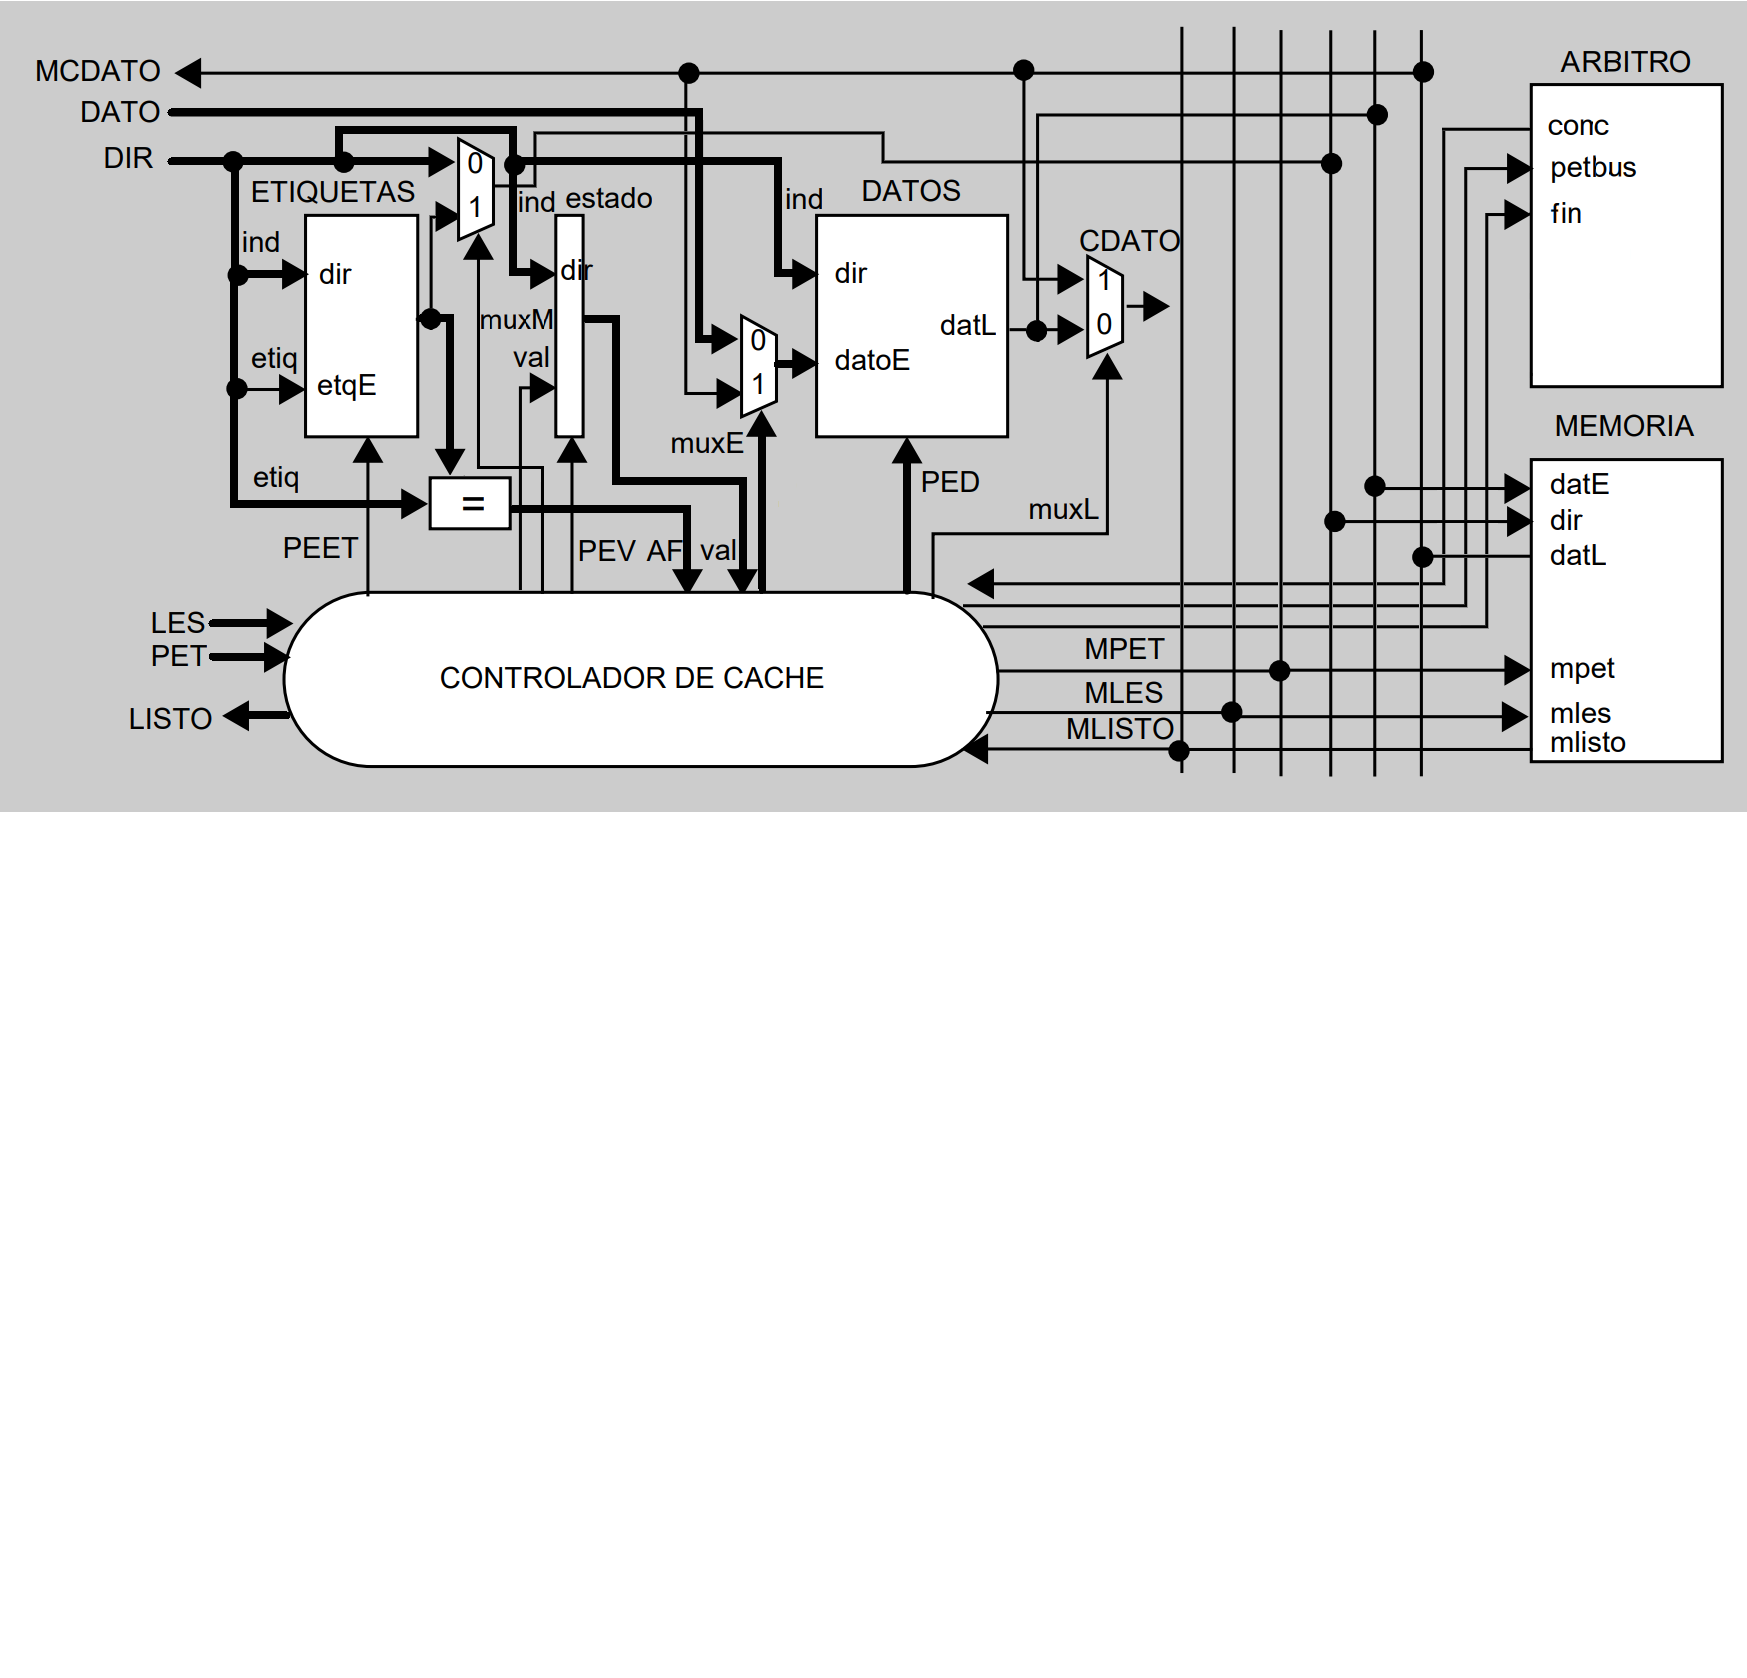 MCDATO
DATO
DIR
ETIQUETAS
ind
dir
etiq
etqE
etiq
PEET
0
1
ind
estado
dir
muxM
val
=
PEV
AF
val
ind
DATOS
dir
datL
datoE
0
1
muxE
PED
CDATO
1
0
muxL
ARBITRO
conc
petbus
fin
MEMORIA
datE
dir
datL
mpet
mles
mlisto
LES
PET
LISTO
CONTROLADOR DE CACHE
MPET
MLES
MLISTO